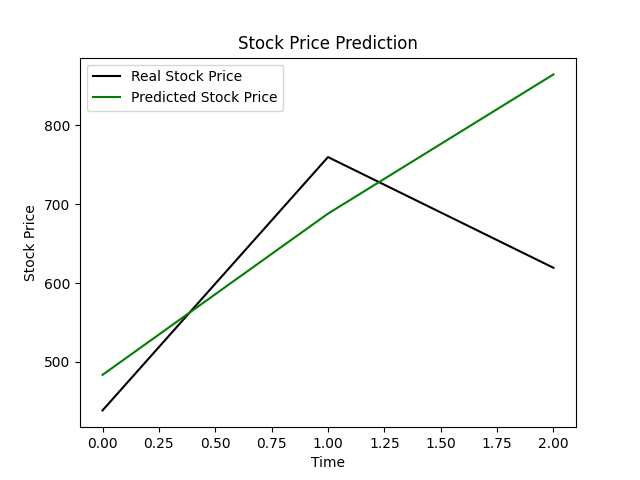 Stock Price Prediction
Real Stock Price
Predicted Stock Price
Stock Price
800
700
600
500
0.00 0.25 0.50 0.75 1.00 1.25 1.50 1.75 2.00
Time